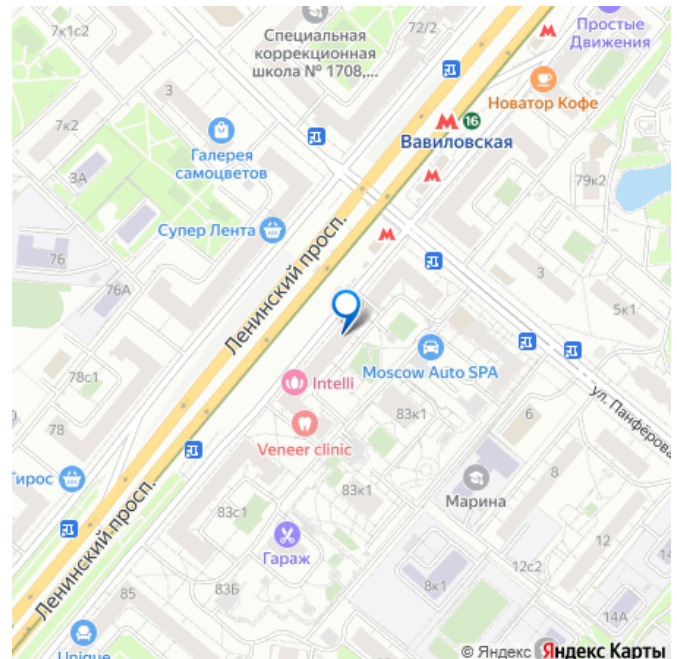 7к1с2
Специальная
коррекционная
школа № 1708,...
72/2
М
Простые
Движения
3
Новатор Кофе
7к2
М 16
Вавиловская
Галерея
самоцветов
3А
М
79к2
Супер Лента
М
76
76А
3
5к1
Ленинский просп.
Moscow Auto SPA
78с1
Intelli
83к1
6
ул. Панфёрова
78
Veneer clinic
8
Гирос
83к1
Марина
Ленинский просп.
83с1
12
Гараж
12с2
83Б
8к1
85
14А
Unique
© Яндекс Яндекс Карты